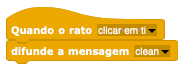 Quando o rato clicar em ti
difunde a mensagem clean